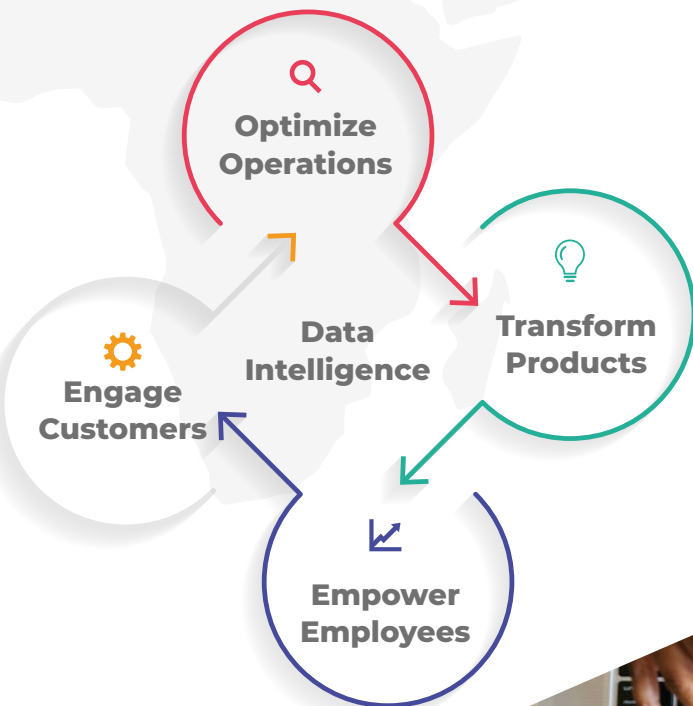 Optimize
Operations
Transform
Products
Data
Intelligence
Engage
Customers
Empower
Employees